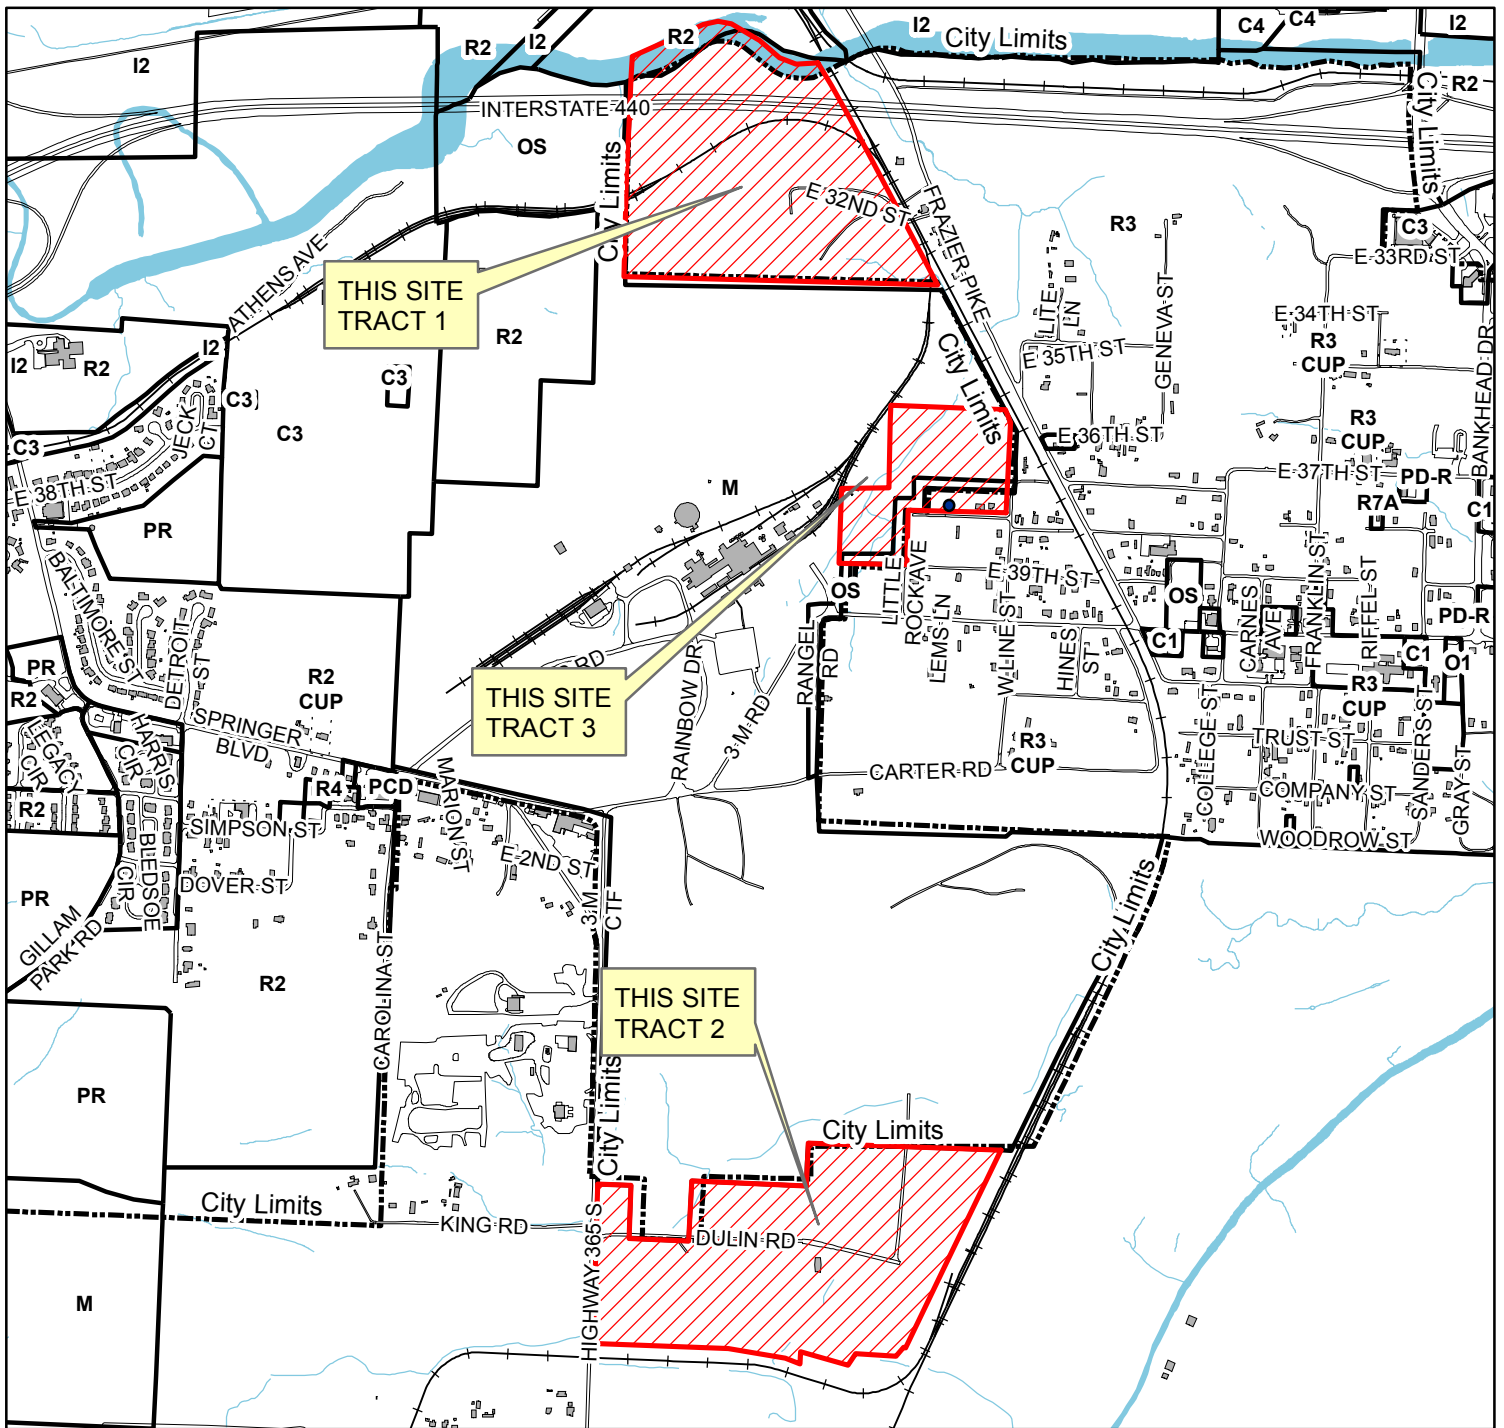 I2
R2
I2
R2
I2
City Limits
C4
C4
I2
R2
City Limits
INTERSTATE 440
OS
City Limits
E 32ND ST
FRAZIER PIKE
R3
C3
E 33RD ST
ATHENS AVE
THIS SITE
TRACT 1
R2
LITE
LN
GENEVA ST
E 34TH ST
R3
CUP
BANKHEAD DR
I2
R2
I2
City Limits
E 35TH ST
C3
C3
C3
JECK
CT
C3
E 36TH ST
R3
CUP
E 38TH ST
E 37TH ST
PD-R
R7A
C1
PR
M
BALTIMORE ST
DETROIT
ST
LITTLE
ROCK AVE
E 39TH ST
OS
OS
FRANKLIN ST
RIFFEL ST
PD-R
LEMS LN
W LINE ST
HINES
ST
CARNES
AVE
C1
C1
O1
PR
R2
R2
CUP
RD
RAINBOW DR
RANGEL
RD
THIS SITE
TRACT 3
3 M RD
R3
CUP
R3
CUP
COLLEGE ST
SANDERS ST
GRAY ST
SPRINGER
BLVD
HARRIS
CIR
LEGACY
CIR
TRUST ST
CARTER RD
COMPANY ST
R2
R4
PCD
MARION ST
SIMPSON ST
WOODROW ST
E 2ND ST
BLEDSOE
CIR
DOVER ST
PR
GILLAM
PARK RD
3 M
CTF
CAROLINA ST
City Limits
R2
THIS SITE
TRACT 2
PR
City Limits
City Limits
City Limits
KING RD
HIGHWAY 365 S
DULIN RD
M